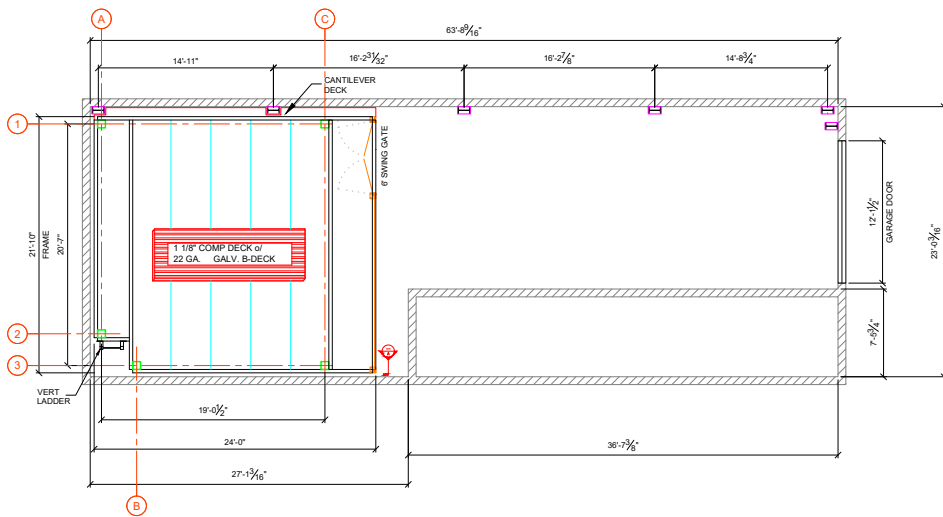 A
C
63'-8 9/16"
14'-11"
16'-2 31/32"
16'-2 7/8"
14'-8 3/4"
CANTILEVER
DECK
1
6' SWING GATE
21'-10"
FRAME
20'-7"
1 1/8" COMP DECK o/
22 GA. GALV. B-DECK
12'-1 1/2"
GARAGE DOOR
23'-0 3/16"
2
3
7'-5 3/4"
A
VERT
LADDER
19'-0 1/2"
24'-0"
36'-7 3/8"
27'-1 3/16"
B